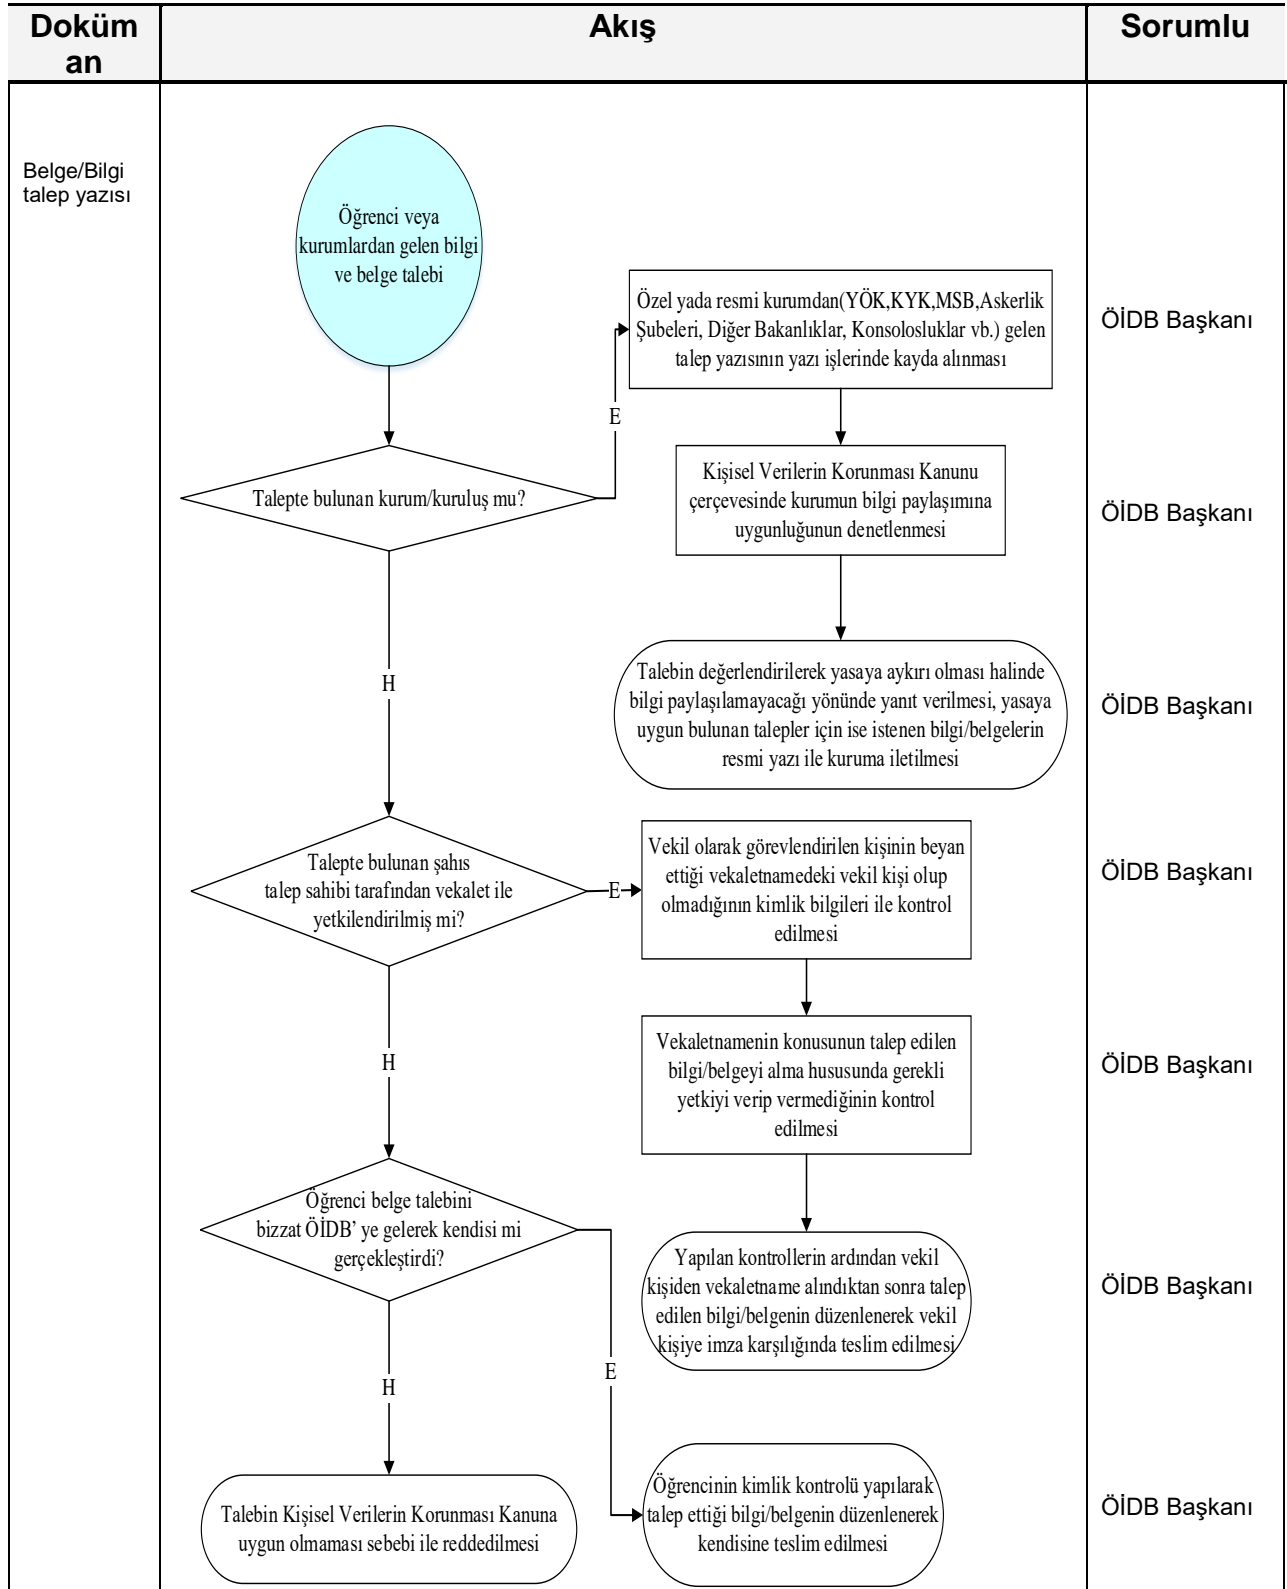 Doküm
an
Akış
Sorumlu
Belge/Bilgi
talep yazısı
Öğrenci veya
kurumlardan gelen bilgi
ve belge talebi
Özel yada resmi kurumdan(YÖK,KYK,MSB,Askerlik
Şubeleri, Diğer Bakanlıklar, Konsolosluklar vb.) gelen
talep yazısının yazı işlerinde kayda alınması
ÖİDB Başkanı
E
Talepte bulunan kurum/kuruluş mu?
Kişisel Verilerin Korunması Kanunu
çerçevesinde kurumun bilgi paylaşımına
uygunluğunun denetlenmesi
ÖİDB Başkanı
H
Talebin değerlendirilerek yasaya aykırı olması halinde
bilgi paylaşılamayacağı yönünde yanıt verilmesi, yasaya
uygun bulunan talepler için ise istenen bilgi/belgelerin
resmi yazı ile kuruma iletilmesi
ÖİDB Başkanı
Talepte bulunan şahıs
talep sahibi tarafından vekalet ile
yetkilendirilmiş mi?
E
Vekil olarak görevlendirilen kişinin beyan
ettiği vekaletnamedeki vekil kişi olup
olmadığının kimlik bilgileri ile kontrol
edilmesi
ÖİDB Başkanı
H
Vekaletnamenin konusunun talep edilen
bilgi/belgeyi alma hususunda gerekli
yetkiyi verip vermediğinin kontrol
edilmesi
ÖİDB Başkanı
Öğrenci belge talebini
bizzat ÖİDB’ ye gelerek kendisi mi
gerçekleştirdi?
Yapılan kontrollerin ardından vekil
kişiden vekaletname alındıktan sonra talep
edilen bilgi/belgenin düzenlenerek vekil
kişiye imza karşılığında teslim edilmesi
ÖİDB Başkanı
E
H
Talebin Kişisel Verilerin Korunması Kanuna
uygun olmaması sebebi ile reddedilmesi
Öğrencinin kimlik kontrolü yapılarak
talep ettiği bilgi/belgenin düzenlenerek
kendisine teslim edilmesi
ÖİDB Başkanı